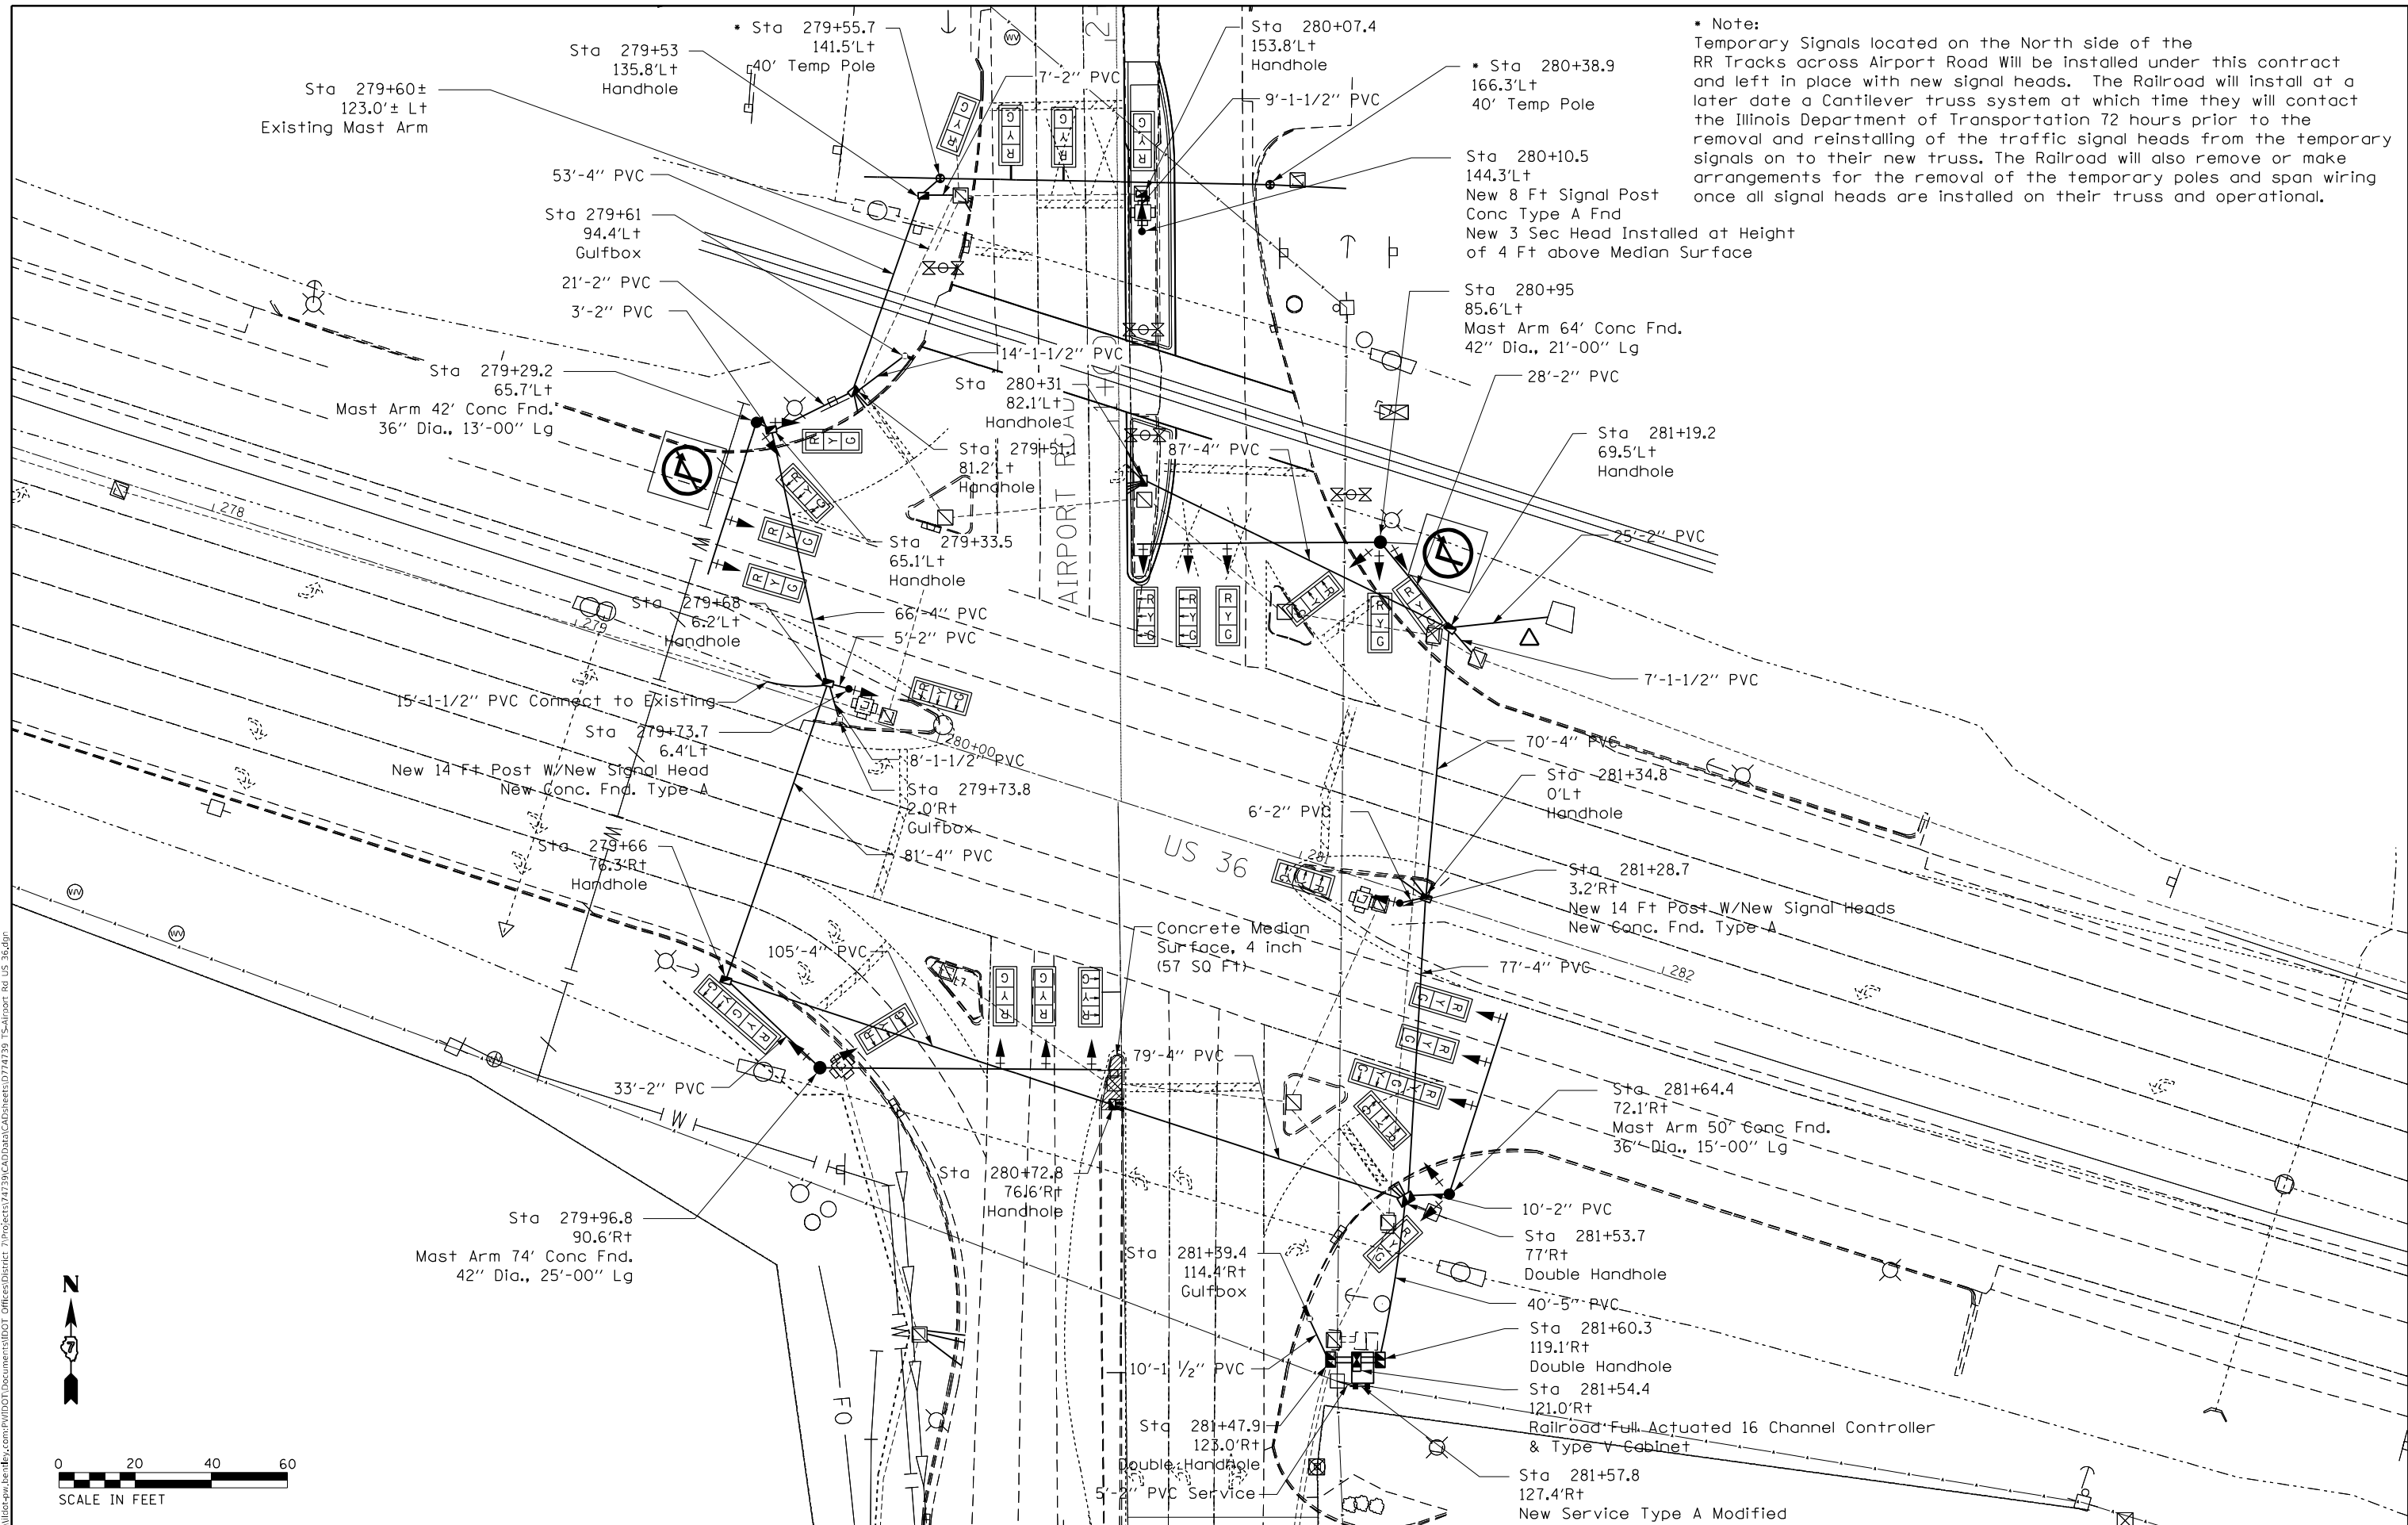 * Sta 279+55.7
141.5'Lt
40' Temp Pole
Sta 279+53
135.8'Lt
Handhole
Sta 279+60±
123.0'± Lt
Existing Mast Arm
53'-4" PVC
Sta 279+61
94.4'Lt
Gulfbox
21'-2" PVC
3'-2" PVC
Sta 279+29.2
65.7'Lt
Mast Arm 42' Conc Fnd.
36" Dia., 13'-00" Lg
7'-2" PVC
Sta 280+07.4
153.8'Lt
Handhole
9'-1-1/2" PVC
* Sta 280+38.9
166.3'Lt
40' Temp Pole
Sta 280+10.5
144.3'Lt
New 8 Ft Signal Post
Conc Type A Fnd
New 3 Sec Head Installed at Height
of 4 Ft above Median Surface
* Note:
Temporary Signals located on the North side of the
RR Tracks across Airport Road Will be installed under this contract
and left in place with new signal heads. The Railroad will install at a
later date a Cantilever truss system at which time they will contact
the Illinois Department of Transportation 72 hours prior to the
removal and reinstalling of the traffic signal heads from the temporary
signals on to their new truss. The Railroad will also remove or make
arrangements for the removal of the temporary poles and span wiring
once all signal heads are installed on their truss and operational.
Sta 280+95
85.6'Lt
Mast Arm 64' Conc Fnd.
42" Dia., 21'-00" Lg
28'-2" PVC
14'-1-1/2" PVC
Sta 280+31
82.1'Lt
Handhole
Sta 279+51.1
81.2'Lt
Handhole
87'-4" PVC
Sta 281+19.2
69.5'Lt
Handhole
25'-2" PVC
Sta 279+33.5
65.1'Lt
Handhole
AIRPORT ROAD
278
279
Sta 279+68
6.2'Lt
Handhole
66'-4" PVC
5'-2" PVC
7'-1-1/2" PVC
15'-1-1/2" PVC Connect to Existing
Sta 279+73.7
6.4'Lt
New 14 Ft Post W/New Signal Head
New Conc. Fnd. Type A
280+00
8'-1-1/2" PVC
Sta 279+73.8
2.0'Rt
Gulfbox
70'-4" PVC
Sta 281+34.8
0'Lt
Handhole
6'-2" PVC
81'-4" PVC
US 36
281
Sta 279+66
76.3'Rt
Handhole
Sta 281+28.7
3.2'Rt
New 14 Ft Post W/New Signal Heads
New Conc. Fnd. Type A
105'-4" PVC
Concrete Median
Surface, 4 inch
(57 SQ Ft)
77'-4" PVC
282
33'-2" PVC
79'-4" PVC
Sta 281+64.4
72.1'Rt
Mast Arm 50' Conc Fnd.
36" Dia., 15'-00" Lg
Sta 280+72.8
76.6'Rt
Handhole
Sta 279+96.8
90.6'Rt
Mast Arm 74' Conc Fnd.
42" Dia., 25'-00" Lg
10'-2" PVC
Sta 281+53.7
77'Rt
Double Handhole
Sta 281+39.4
114.4'Rt
Gulfbox
40'-5" PVC
Sta 281+60.3
119.1'Rt
Double Handhole
10'-1 1/2" PVC
Sta 281+54.4
121.0'Rt
Railroad Full Actuated 16 Channel Controller
& Type V Cabinet
Sta 281+47.9
123.0'Rt
Double Handhole
5'-2" PVC Service
Sta 281+57.8
127.4'Rt
New Service Type A Modified
W
FO
N
7
0 20 40 60
SCALE IN FEET